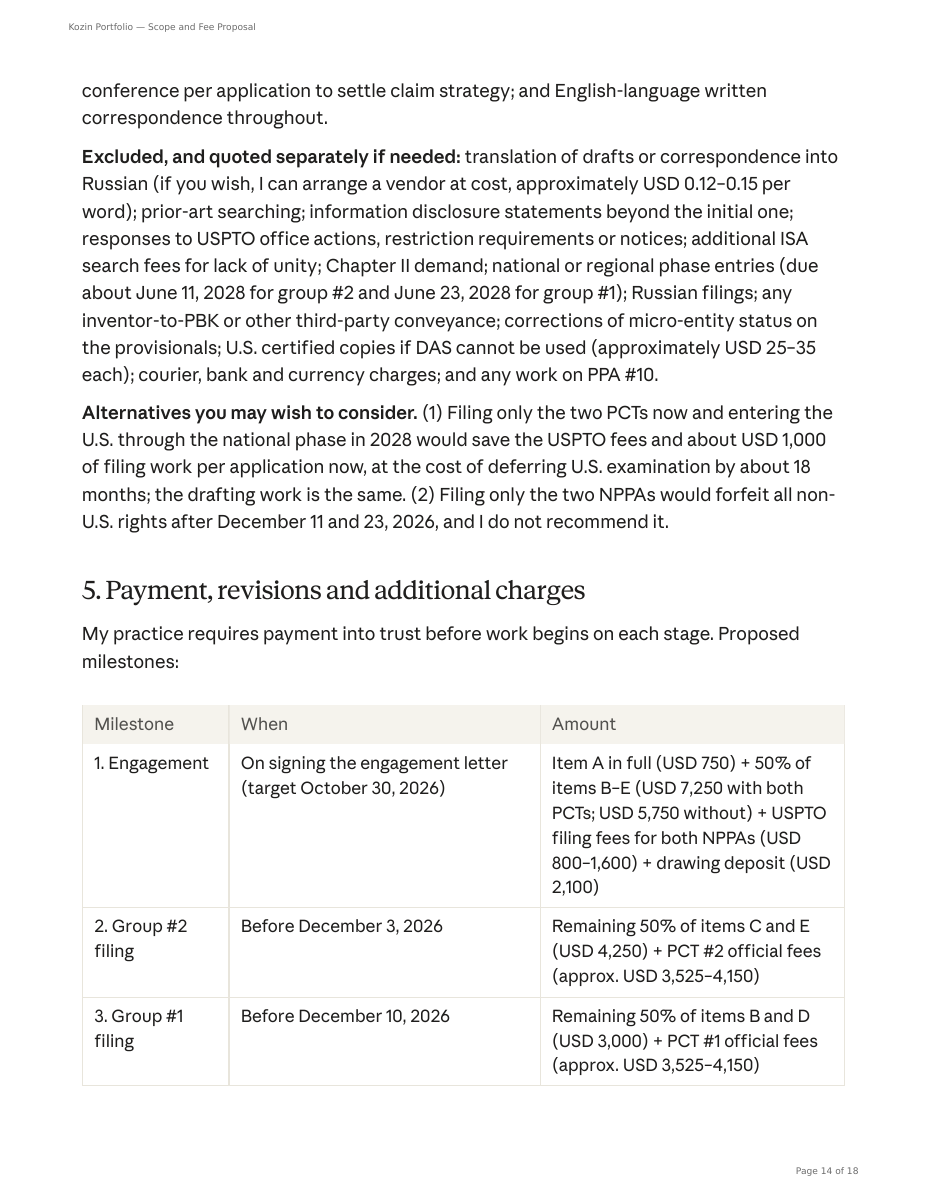 Kozin Portfolio — Scope and Fee Proposal
conference per application to settle claim strategy; and English-language written
correspondence throughout.
Excluded, and quoted separately if needed: translation of drafts or correspondence into
Russian (if you wish, I can arrange a vendor at cost, approximately USD 0.12–0.15 per
word); prior-art searching; information disclosure statements beyond the initial one;
responses to USPTO office actions, restriction requirements or notices; additional ISA
search fees for lack of unity; Chapter II demand; national or regional phase entries (due
about June 11, 2028 for group #2 and June 23, 2028 for group #1); Russian filings; any
inventor-to-PBK or other third-party conveyance; corrections of micro-entity status on
the provisionals; U.S. certified copies if DAS cannot be used (approximately USD 25–35
each); courier, bank and currency charges; and any work on PPA #10.
Alternatives you may wish to consider. (1) Filing only the two PCTs now and entering the
U.S. through the national phase in 2028 would save the USPTO fees and about USD 1,000
of filing work per application now, at the cost of deferring U.S. examination by about 18
months; the drafting work is the same. (2) Filing only the two NPPAs would forfeit all non-
U.S. rights after December 11 and 23, 2026, and I do not recommend it.
5. Payment, revisions and additional charges
My practice requires payment into trust before work begins on each stage. Proposed
milestones:
Milestone
When
Amount
1. Engagement
On signing the engagement letter
(target October 30, 2026)
Item A in full (USD 750) + 50% of
items B–E (USD 7,250 with both
PCTs; USD 5,750 without) + USPTO
filing fees for both NPPAs (USD
800–1,600) + drawing deposit (USD
2,100)
2. Group #2
filing
Before December 3, 2026
Remaining 50% of items C and E
(USD 4,250) + PCT #2 official fees
(approx. USD 3,525–4,150)
3. Group #1
filing
Before December 10, 2026
Remaining 50% of items B and D
(USD 3,000) + PCT #1 official fees
(approx. USD 3,525–4,150)
Page 14 of 18